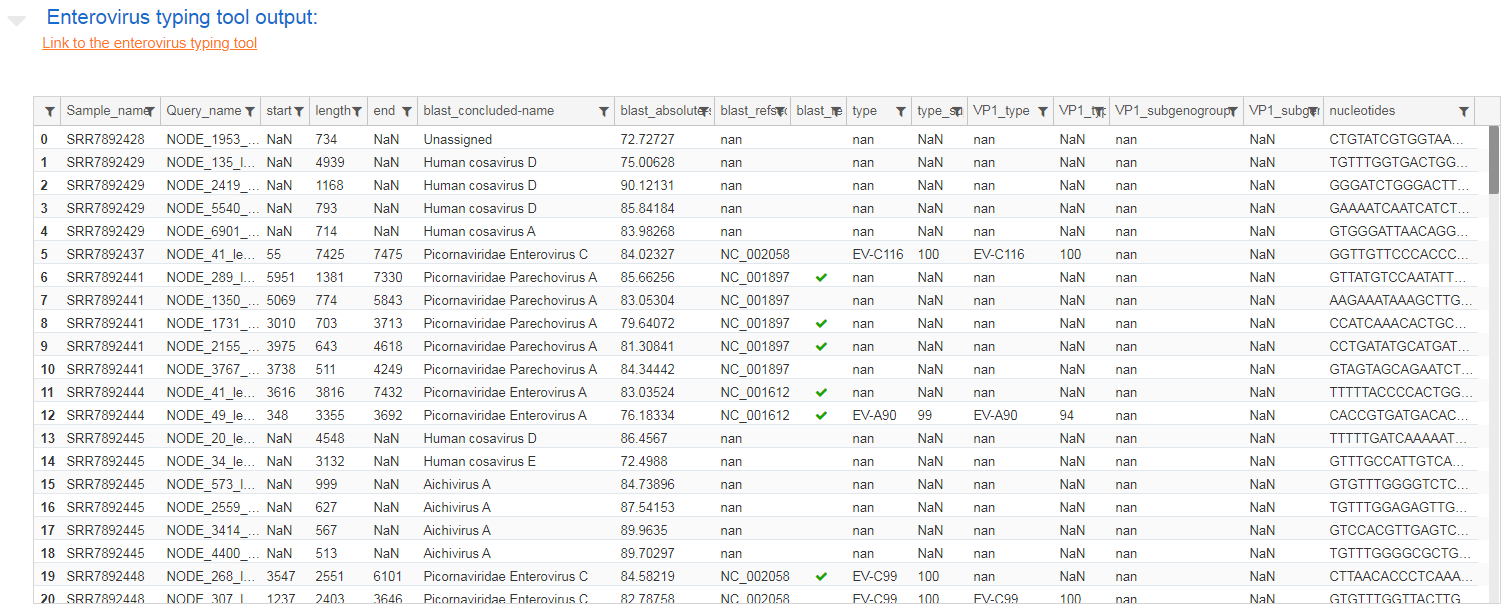 Enterovirus typing tool output:
Link to the enterovirus typing tool
Sample_name Query_name start length end blast_concluded-name blast_absolute-s blast_refseq blast_re type type_su VP1_type VP1_typ VP1_subgenogroup VP1_subgen nucleotides
0 SRR7892428 NODE_1953_... NaN 734 NaN Unassigned 72.72727 nan nan NaN nan NaN nan NaN CTGTATCGTGGTAA...
1 SRR7892429 NODE_135_l... NaN 4939 NaN Human cosavirus D 75.00628 nan nan NaN nan NaN nan NaN TGTTTGGTGACTGG...
2 SRR7892429 NODE_2419_... NaN 1168 NaN Human cosavirus D 90.12131 nan nan NaN nan NaN nan NaN GGGATCTGGGACTT...
3 SRR7892429 NODE_5540_... NaN 793 NaN Human cosavirus D 85.84184 nan nan NaN nan NaN nan NaN GAAAATCAATCATCT...
4 SRR7892429 NODE_6901_... NaN 714 NaN Human cosavirus A 83.98268 nan nan NaN nan NaN nan NaN GTGGGATTAACAGG...
5 SRR7892437 NODE_41_le... 55 7425 7475 Picornaviridae Enterovirus C 84.02327 NC_002058 EV-C116 100 EV-C116 100 nan NaN GGTTGTTCCCACCC...
6 SRR7892441 NODE_289_l... 5951 1381 7330 Picornaviridae Parechovirus A 85.66256 NC_001897 ✔ nan NaN nan NaN nan NaN GTTATGTCCAATATT...
7 SRR7892441 NODE_1350_... 5069 774 5843 Picornaviridae Parechovirus A 83.05304 NC_001897 nan NaN nan NaN nan NaN AAGAAATAAAGCTTG...
8 SRR7892441 NODE_1731_... 3010 703 3713 Picornaviridae Parechovirus A 79.64072 NC_001897 ✔ nan NaN nan NaN nan NaN CCATCAAACACTGC...
9 SRR7892441 NODE_2155_... 3975 643 4618 Picornaviridae Parechovirus A 81.30841 NC_001897 ✔ nan NaN nan NaN nan NaN CCTGATATGCATGAT...
10 SRR7892441 NODE_3767_... 3738 511 4249 Picornaviridae Parechovirus A 84.34442 NC_001897 nan NaN nan NaN nan NaN GTAGTAGCAGAATCT...
11 SRR7892444 NODE_41_le... 3616 3816 7432 Picornaviridae Enterovirus A 83.03524 NC_001612 ✔ nan NaN nan NaN nan NaN TTTTTACCCCACTGG...
12 SRR7892444 NODE_49_le... 348 3355 3692 Picornaviridae Enterovirus A 76.18334 NC_001612 ✔ EV-A90 99 EV-A90 94 nan NaN CACCGTGATGACAC...
13 SRR7892445 NODE_20_le... NaN 4548 NaN Human cosavirus D 86.4567 nan nan NaN nan NaN nan NaN TTTTTGATCAAAAAT...
14 SRR7892445 NODE_34_le... NaN 3132 NaN Human cosavirus E 72.4988 nan nan NaN nan NaN nan NaN GTTTGCCATTGTCA...
15 SRR7892445 NODE_573_l... NaN 999 NaN Aichivirus A 84.73896 nan nan NaN nan NaN nan NaN GTGTTTGGGGTCTC...
16 SRR7892445 NODE_2559_... NaN 627 NaN Aichivirus A 87.54153 nan nan NaN nan NaN nan NaN TGTTTGGAGAGTTG...
17 SRR7892445 NODE_3414_... NaN 567 NaN Aichivirus A 89.9635 nan nan NaN nan NaN nan NaN GTCCACGTTGAGTC...
18 SRR7892445 NODE_4400_... NaN 513 NaN Aichivirus A 89.70297 nan nan NaN nan NaN nan NaN TGTTTGGGGCGCTG...
19 SRR7892448 NODE_268_l... 3547 2551 6101 Picornaviridae Enterovirus C 84.58219 NC_002058 ✔ EV-C99 100 nan NaN nan NaN CTTAACACCCTCAAA...
20 SRR7892448 NODE_307_l... 1237 2403 3646 Picornaviridae Enterovirus C 82.78758 NC_002058 EV-C99 100 EV-C99 100 nan NaN GTGTTTGGTTACTTG...